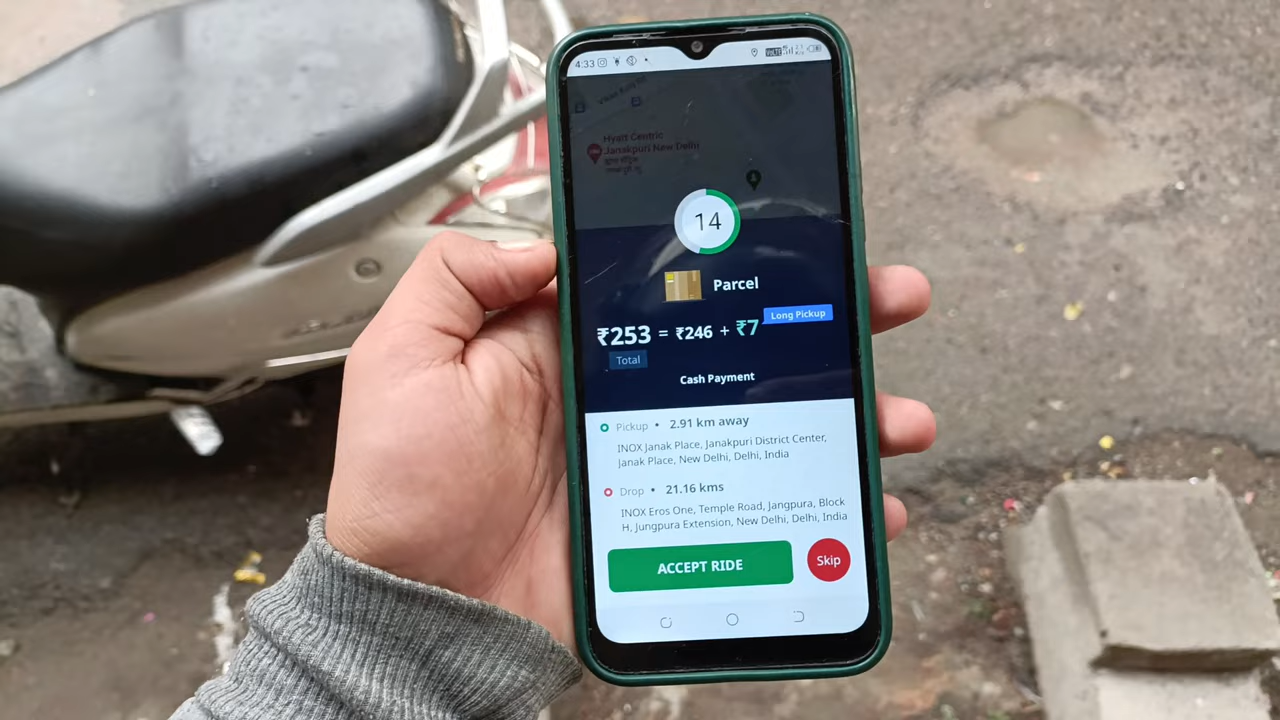 4:33
VoLTE
Hyatt Centric
Janakpuri New Delhi
14
Parcel
Long Pickup
₹253 = ₹246 + ₹7
Total
Cash Payment
Pickup • 2.91 km away
INOX Janak Place, Janakpuri District Center,
Janak Place, New Delhi, Delhi, India
Drop • 21.16 kms
INOX Eros One, Temple Road, Jangpura, Block
H, Jungpura Extension, New Delhi, Delhi, India
ACCEPT RIDE
Skip